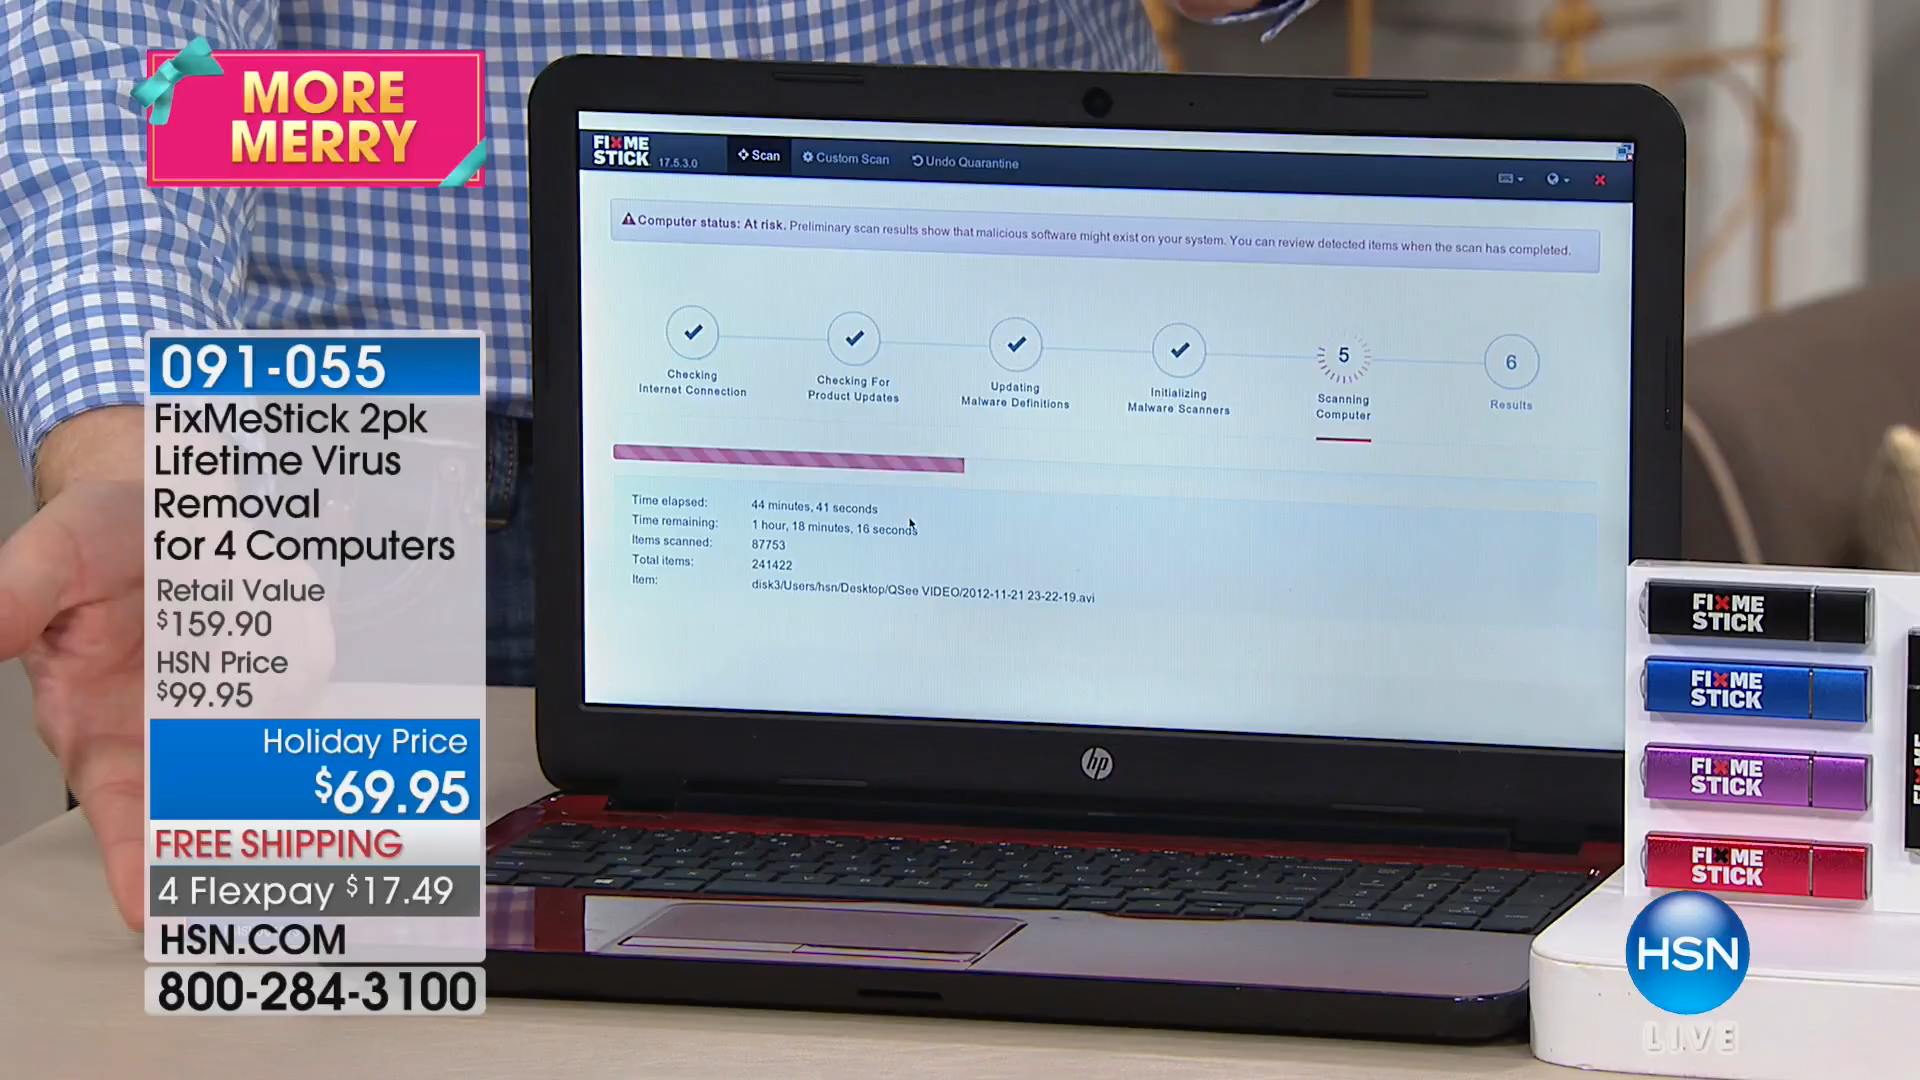 MORE
MERRY
091-055
FixMeStick 2pk
Lifetime Virus
Removal
for 4 Computers
Retail Value
$159.90
HSN Price
$99.95
Holiday Price
$69.95
FREE SHIPPING
4 Flexpay $17.49
HSN.COM
800-284-3100
FIXME
STICK 17.5.3.0
Scan
Custom Scan
Undo Quarantine
Computer status: At risk. Preliminary scan results show that malicious software might exist on your system. You can review detected items when the scan has completed.
Checking
Internet Connection
Checking For
Product Updates
Updating
Malware Definitions
Initializing
Malware Scanners
5
Scanning
Computer
6
Results
Time elapsed: 44 minutes, 41 seconds
Time remaining: 1 hour, 18 minutes, 16 seconds
Items scanned: 87753
Total items: 241422
Item: disk3/Users/hsn/Desktop/QSee VIDEO/2012-11-21 23-22-19.avi
hp
FIXME
STICK
FIXME
STICK
FIXME
STICK
FIXME
STICK
HSN
LIVE